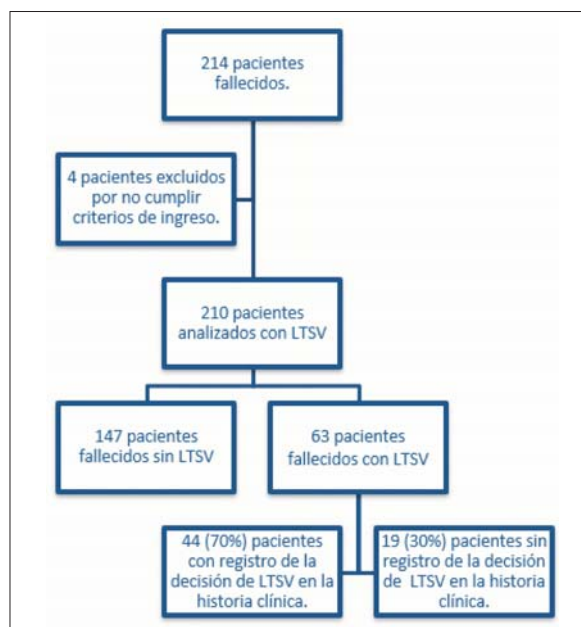 214 pacientes
fallecidos.
4 pacientes excluidos
por no cumplir
criterios de ingreso.
210 pacientes
analizados con LTSV
147 pacientes
fallecidos sin LTSV
63 pacientes
fallecidos con LTSV
44 (70%) pacientes
con registro de la
decisión de LTSV en la
historia clínica.
19 (30%) pacientes sin
registro de la decisión
de LTSV en la historia
clínica.